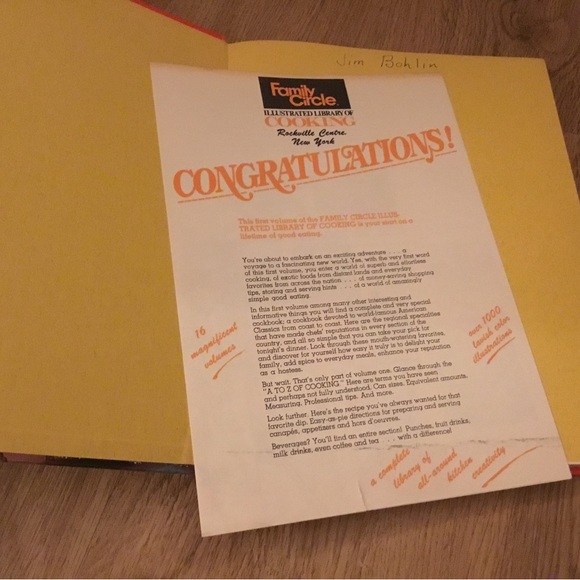 Jim Bohlin
Family
Circle
ILLUSTRATED LIBRARY OF
COOKING
Rockville Centre,
New York
CONGRATULATIONS!
This first volume of the FAMILY CIRCLE ILLUS-
TRATED LIBRARY OF COOKING is your start on a
lifetime of good eating.
You're about to embark on an exciting adventure . . . a
voyage to a fascinating new world. Yes, with the very first word
of this first volume, you enter a world of superb and effortless
cooking, of exotic foods from distant lands and everyday
favorites from across the nation . . . of money-saving shopping
tips, storing and serving hints . . . of a world of amazingly
simple good eating.
In this first volume among many other interesting and
informative things you will find a complete and very special
cookbook; a cookbook devoted to world-famous American
Classics from coast to coast. Here are the regional specialties
that have made chefs' reputations in every section of the
country, and all so simple that you can take your pick for
tonight's dinner. Look through these mouth-watering favorites,
and discover for yourself how easy it truly is to delight your
family, add spice to everyday meals, enhance your reputation
as a hostess.
16
magnificent
volumes
over 1000
lavish color
illustrations
But wait. That's only part of volume one. Glance through the
"A TO Z OF COOKING." Here are terms you have seen
and perhaps not fully understood. Can sizes. Equivalent amounts.
Measuring. Professional tips. And more.
Look further. Here's the recipe you've always wanted for that
favorite dip. Easy-as-pie directions for preparing and serving
canapés, appetizers and hors d'oeuvres.
Beverages? You'll find an entire section! Punches, fruit drinks,
milk drinks, even coffee and tea . . . with a difference!
a complete
library of
all-around
kitchen
creativity